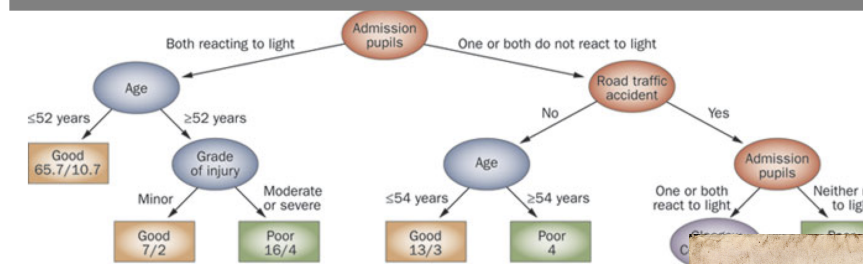 Admission
pupils
Both reacting to light
One or both do not react to light
Age
Road traffic
accident
≤52 years
≥52 years
No
Yes
Good
65.7/10.7
Grade
of injury
Age
Admission
pupils
Minor
Moderate
or severe
≤54 years
≥54 years
One or both
react to light
Neither
to
Good
7/2
Poor
16/4
Good
13/3
Poor
4